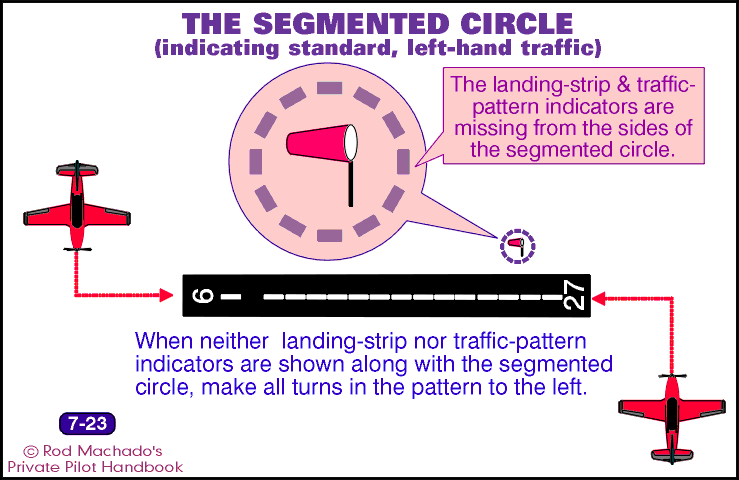 THE SEGMENTED CIRCLE
(indicating standard, left-hand traffic)
The landing-strip & traffic-
pattern indicators are
missing from the sides of
the segmented circle.
6
27
When neither landing-strip nor traffic-pattern
indicators are shown along with the segmented
circle, make all turns in the pattern to the left.
7-23
© Rod Machado's
Private Pilot Handbook